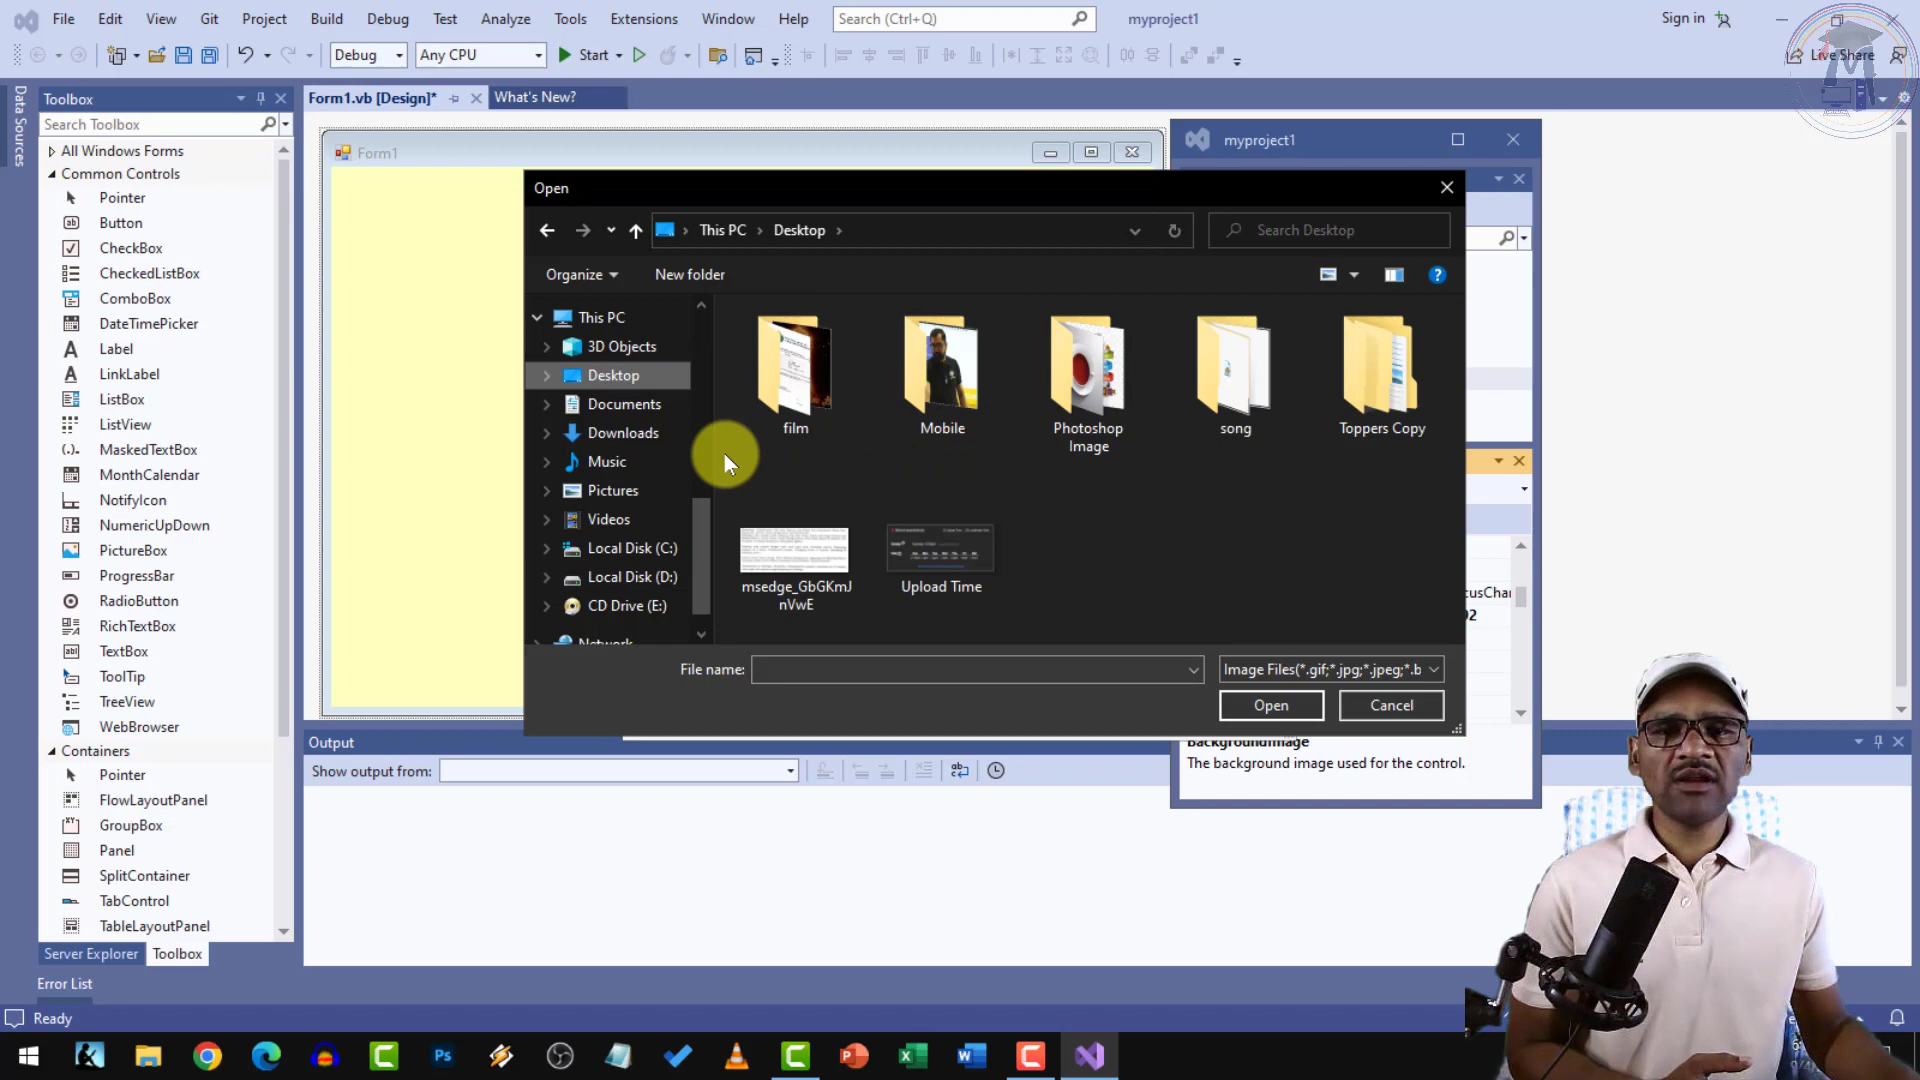 File Edit View Git Project Build Debug Test Analyze Tools Extensions Window Help Search (Ctrl+Q) myproject1 Sign in
Debug Any CPU Start Live Share
Data Sources
Toolbox
Search Toolbox
All Windows Forms
Common Controls
Pointer
Button
CheckBox
CheckedListBox
ComboBox
DateTimePicker
Label
LinkLabel
ListBox
ListView
MaskedTextBox
MonthCalendar
NotifyIcon
NumericUpDown
PictureBox
ProgressBar
RadioButton
RichTextBox
TextBox
ToolTip
TreeView
WebBrowser
Containers
Pointer
FlowLayoutPanel
GroupBox
Panel
SplitContainer
TabControl
TableLayoutPanel
Server Explorer Toolbox
Error List
Ready
Form1.vb [Design]* What's New?
Form1
myproject1
Open
This PC Desktop Search Desktop
Organize New folder
This PC
3D Objects
Desktop
Documents
Downloads
Music
Pictures
Videos
Local Disk (C:)
Local Disk (D:)
CD Drive (E:)
Network
film Mobile Photoshop Image song Toppers Copy
msedge_GbGKmJ
nVwE
Upload Time
File name: Image Files(*.gif;*.jpg;*.jpeg;*.b
Open Cancel
BackgroundImage
The background image used for the control.
Output
Show output from: